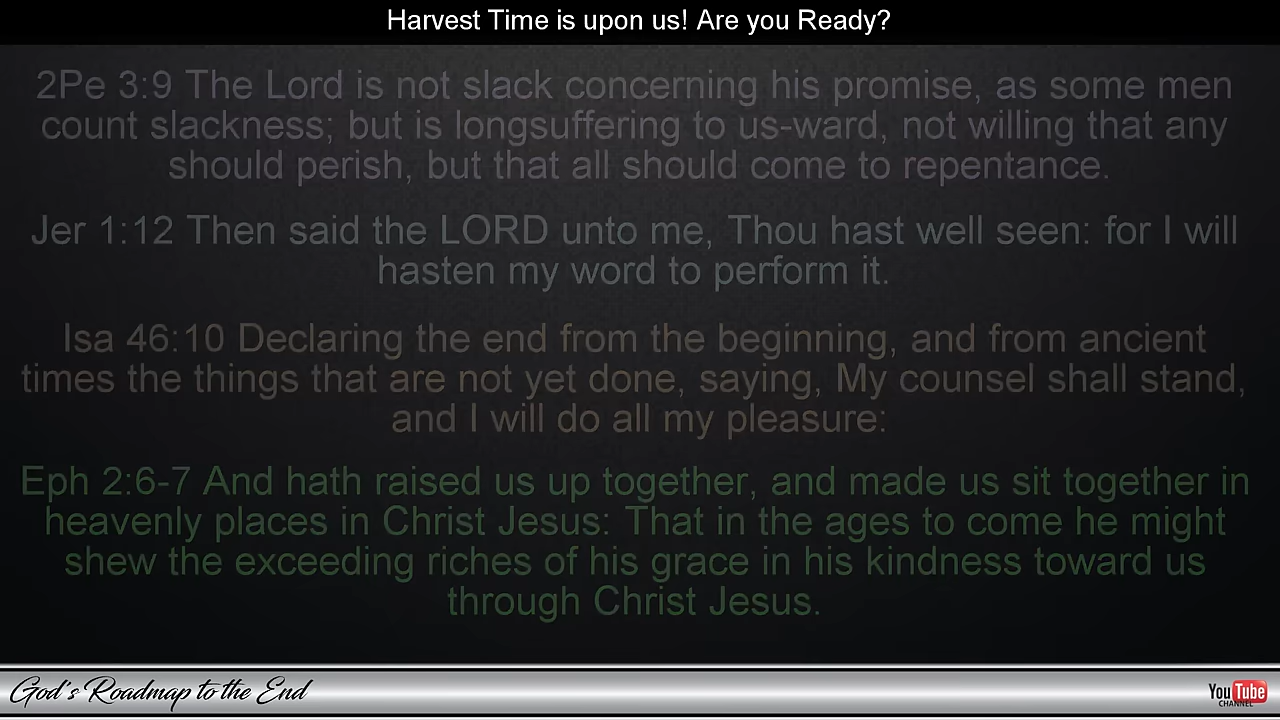 Harvest Time is upon us! Are you Ready?
2Pe 3:9 The Lord is not slack concerning his promise, as some men
count slackness; but is longsuffering to us-ward, not willing that any
should perish, but that all should come to repentance.
Jer 1:12 Then said the LORD unto me, Thou hast well seen: for I will
hasten my word to perform it.
Isa 46:10 Declaring the end from the beginning, and from ancient
times the things that are not yet done, saying, My counsel shall stand,
and I will do all my pleasure:
Eph 2:6-7 And hath raised us up together, and made us sit together in
heavenly places in Christ Jesus: That in the ages to come he might
shew the exceeding riches of his grace in his kindness toward us
through Christ Jesus.
God's Roadmap to the End
YouTube
CHANNEL